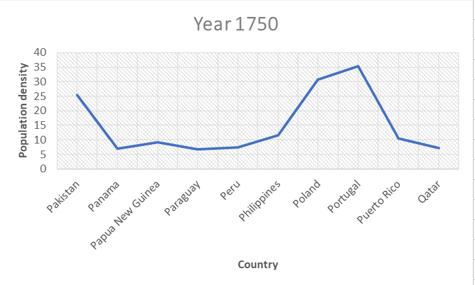 Year 1750
Population density
40
35
30
25
20
15
10
5
0
Pakistan
Panama
Papua New Guinea
Paraguay
Peru
Philippines
Poland
Portugal
Puerto Rico
Qatar
Country